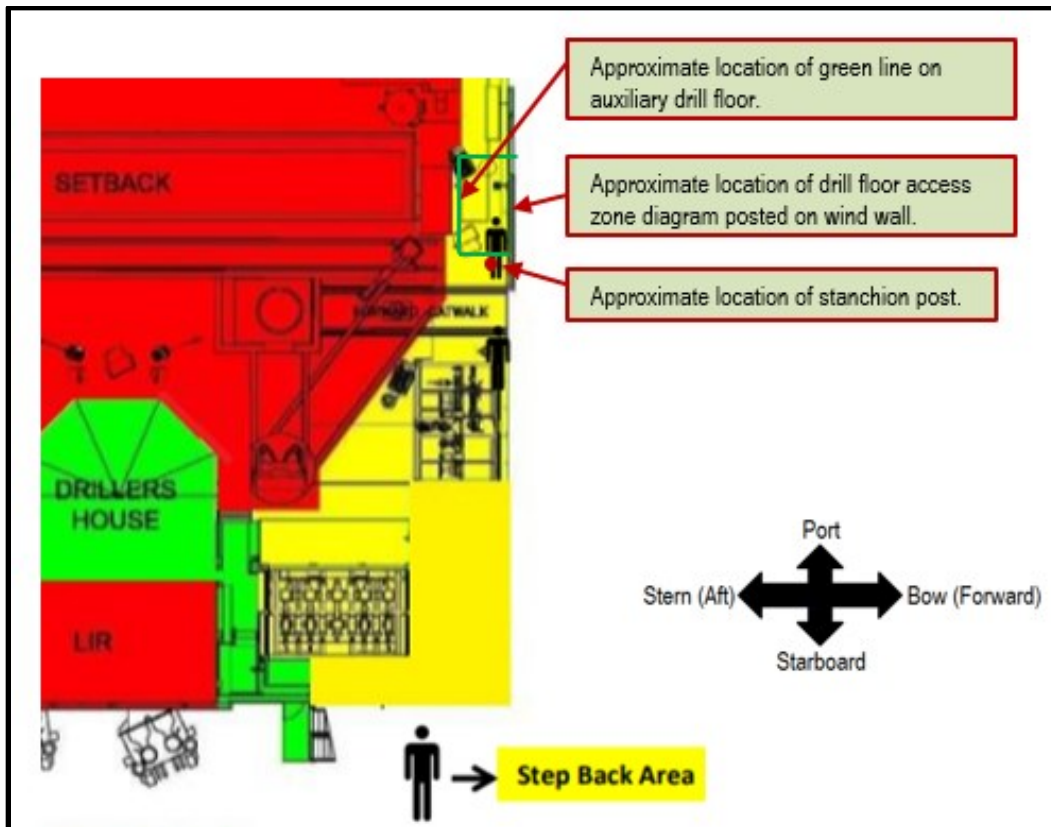 Approximate location of green line on
auxiliary drill floor.
SETBACK
Approximate location of drill floor access
zone diagram posted on wind wall.
Approximate location of stanchion post.
CATWALK
DRILLERS
HOUSE
LIR
Port
Stern (Aft)
Bow (Forward)
Starboard
Step Back Area